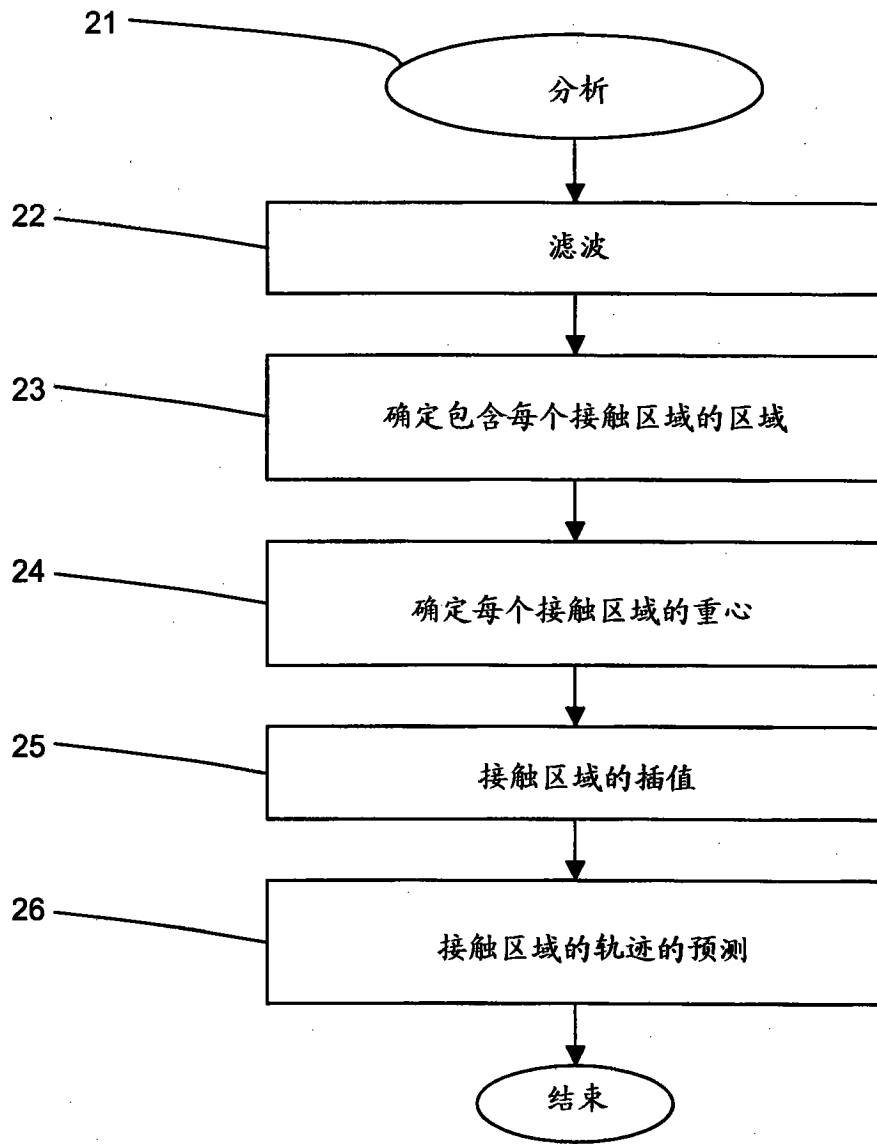 21
分析
22
滤波
23
确定包含每个接触区域的区域
24
确定每个接触区域的重心
25
接触区域的插值
26
接触区域的轨迹的预测
结束